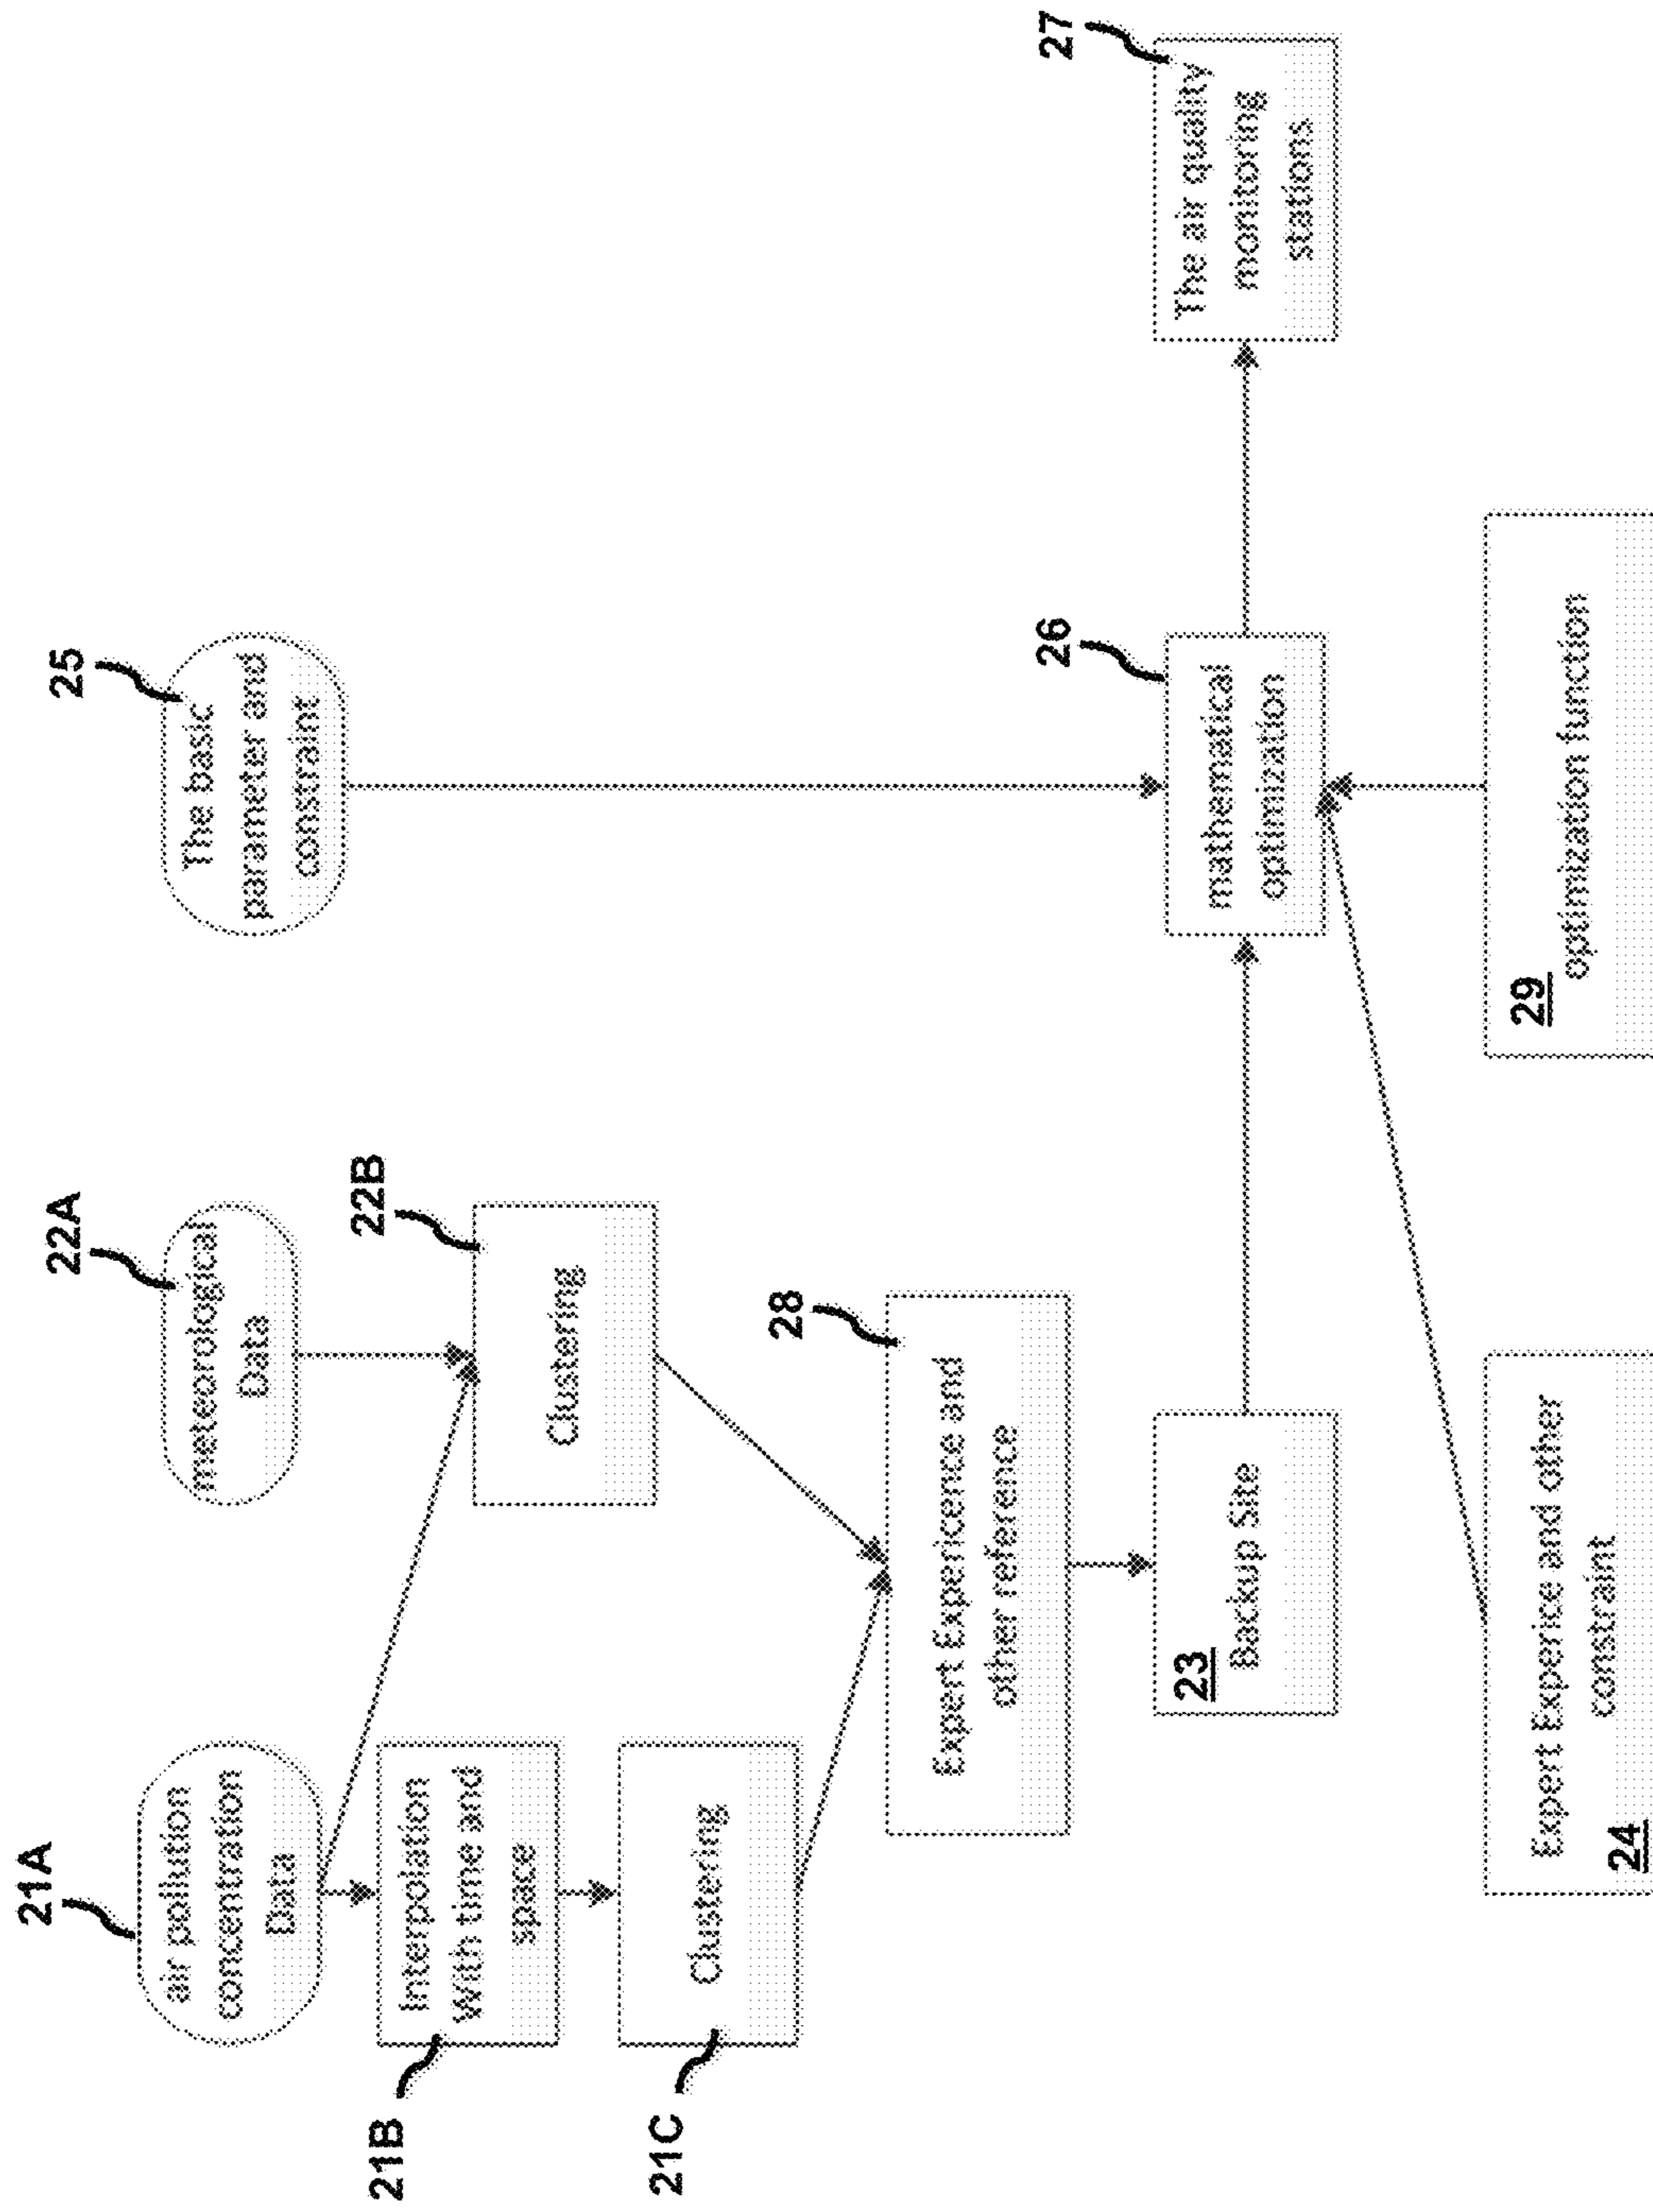 21A
air pollution
concentration
Data
21B
Interpolation
With time and
space
21C
Clustering
22A
meteorological
Data
22B
Clustering
28
Expert Expericence and
other reference
23
Backup Site
24
Expert Experice and other
constraint
25
The basic
parameter and
constraint
26
mathematical
optimization
29
optimization function
27
The air quality
monitoring
stations